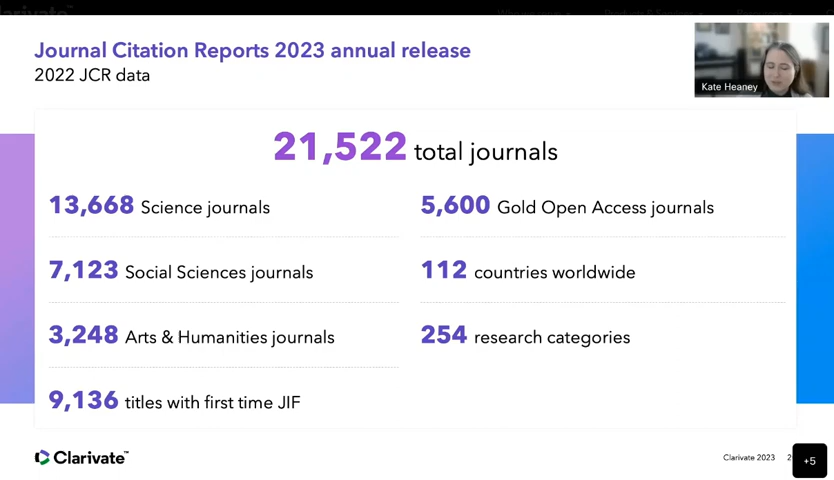 Journal Citation Reports 2023 annual release
2022 JCR data
Kate Heaney
21,522 total journals
13,668 Science journals
5,600 Gold Open Access journals
7,123 Social Sciences journals
112 countries worldwide
3,248 Arts & Humanities journals
254 research categories
9,136 titles with first time JIF
Clarivate™
Clarivate 2023
+5